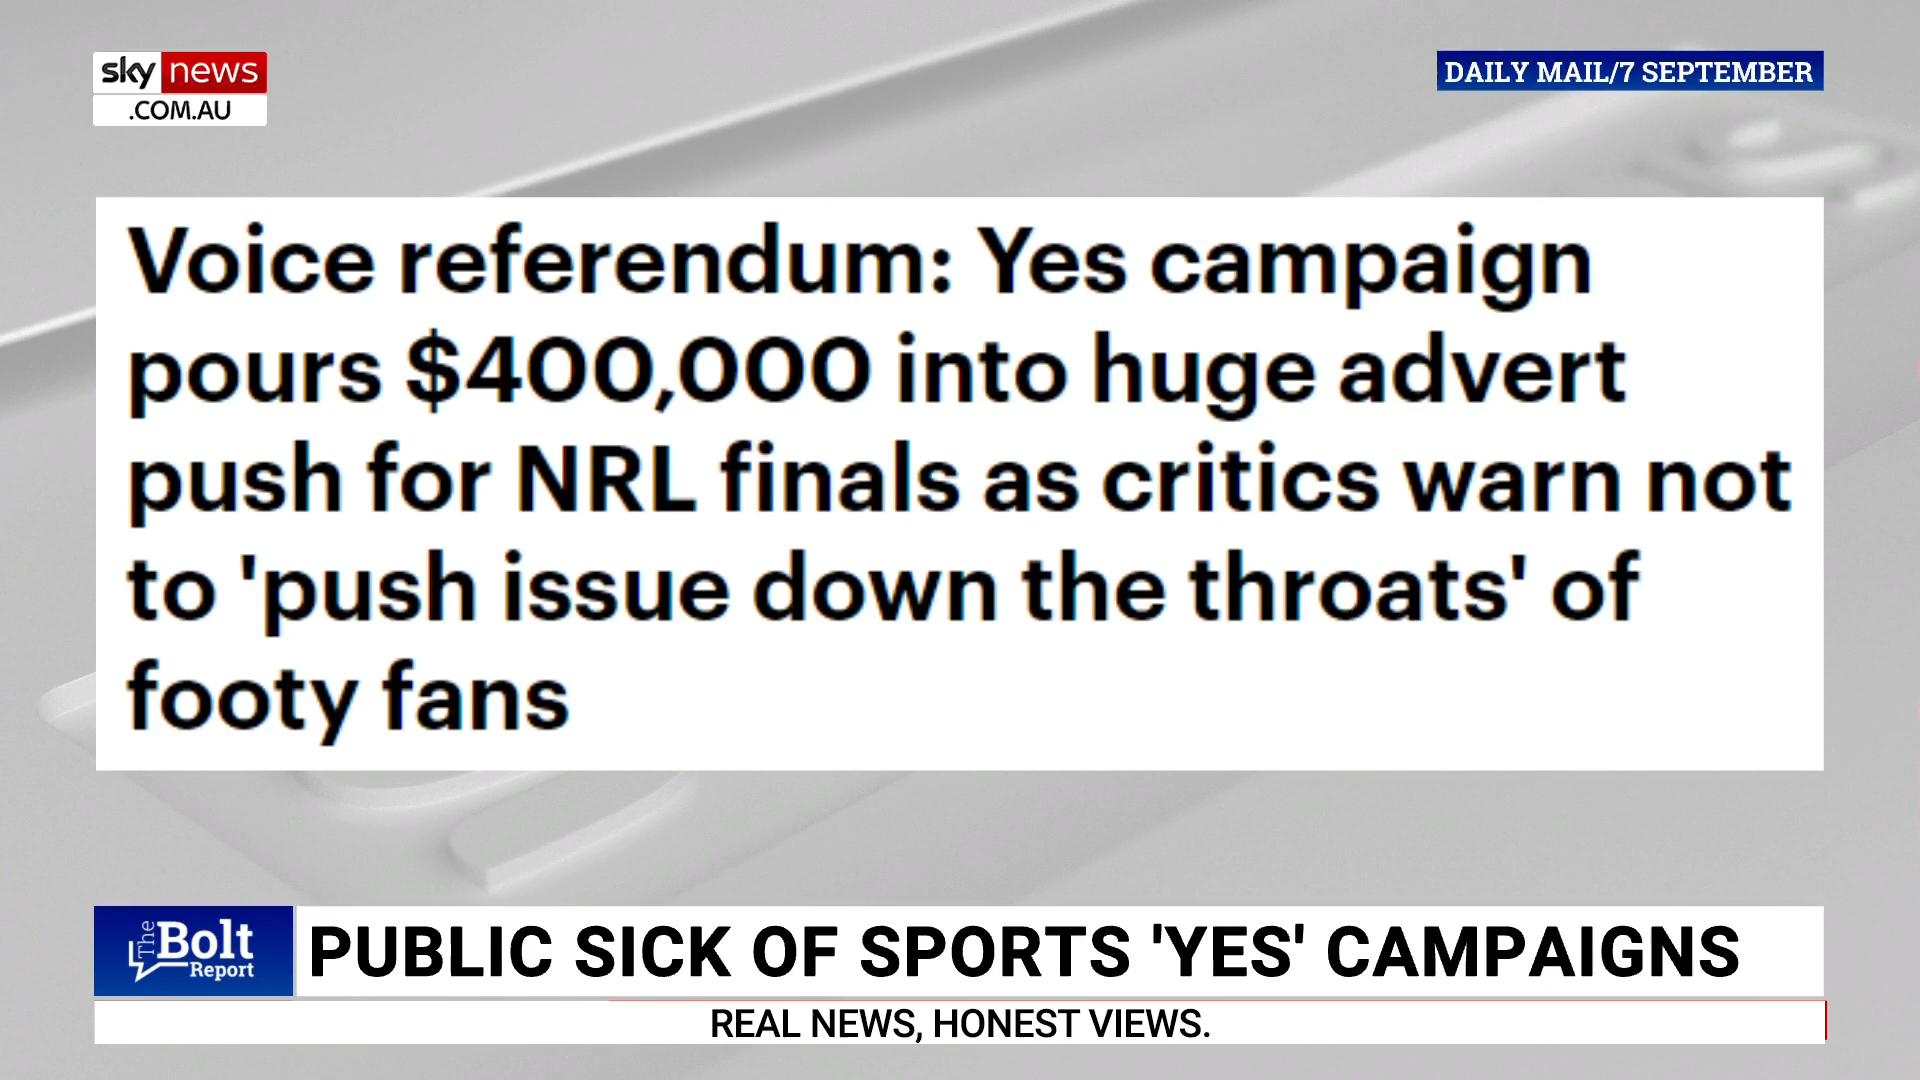 sky news
.COM.AU
DAILY MAIL/7 SEPTEMBER
Voice referendum: Yes campaign
pours $400,000 into huge advert
push for NRL finals as critics warn not
to 'push issue down the throats' of
footy fans
The Bolt Report
PUBLIC SICK OF SPORTS 'YES' CAMPAIGNS
REAL NEWS, HONEST VIEWS.